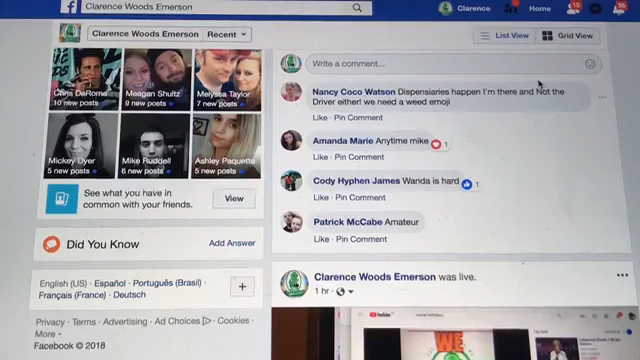 Clarence Woods Emerson
Clarence
Home
15
Clarence Woods Emerson
Recent
List View
Grid View
Chris DaRoma
10 new posts
Meagan Shultz
9 new posts
Melyssa Taylor
7 new posts
Mickey Dyer
5 new posts
Mike Ruddell
6 new posts
Ashley Paquette
5 new posts
See what you have in
common with your friends.
View
Did You Know
Add Answer
English (US) · Español · Português (Brasil) ·
Français (France) · Deutsch
+
Privacy · Terms · Advertising · Ad Choices · Cookies ·
More
Facebook © 2018
Write a comment...
Nancy Coco Watson Dispensiaries happen I'm there and Not the
Driver either! we need a weed emoji
Like · Pin Comment
Amanda Marie Anytime mike
1
Like · Pin Comment
Cody Hyphen James Wanda is hard
1
Like · Pin Comment
Patrick McCabe Amateur
Like · Pin Comment
Clarence Woods Emerson was live.
1 hr ·
YouTube
WE